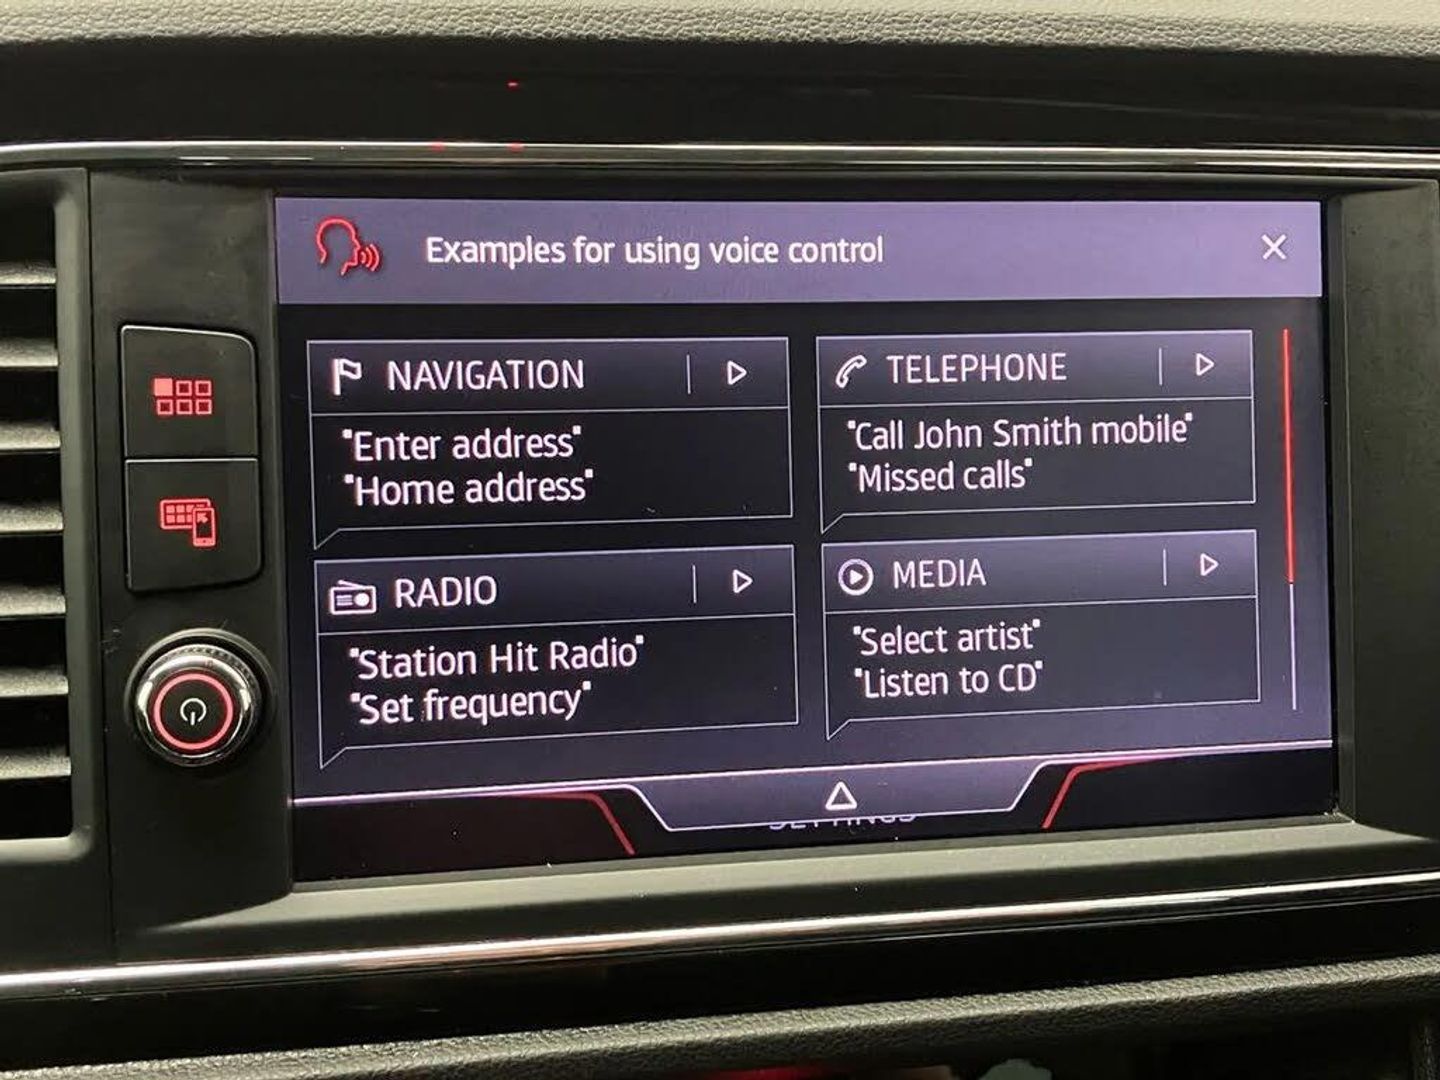 Examples for using voice control
NAVIGATION
"Enter address"
"Home address"
TELEPHONE
"Call John Smith mobile"
"Missed calls"
RADIO
"Station Hit Radio"
"Set frequency"
MEDIA
"Select artist"
"Listen to CD"
SETTINGS